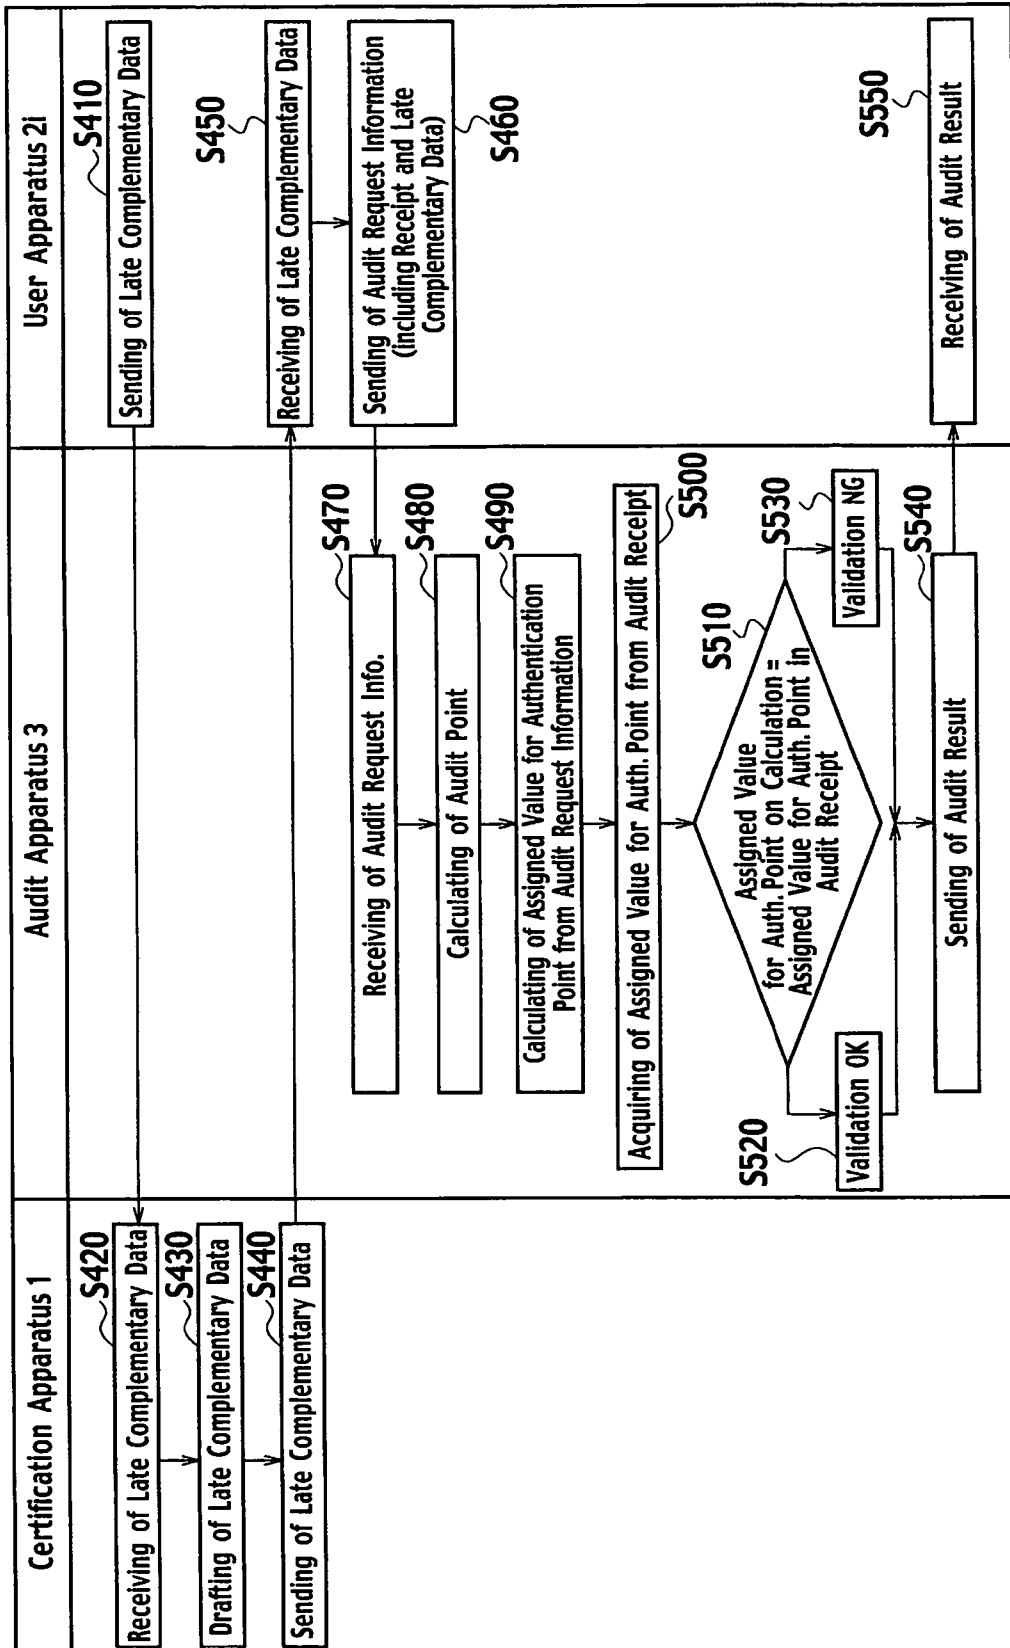 Certification Apparatus 1
Audit Apparatus 3
User Apparatus 2i
S410
Sending of Late Complementary Data
S420
Receiving of Late Complementary Data
S430
Drafting of Late Complementary Data
S440
Sending of Late Complementary Data
S450
Receiving of Late Complementary Data
Sending of Audit Request Information
(including Receipt and Late
Complementary Data)
S460
S470
Receiving of Audit Request Info.
S480
Calculating of Audit Point
S490
Calculating of Assigned Value for Authentication
Point from Audit Request Information
S500
Acquiring of Assigned Value for Auth. Point from Audit Receipt
S510
Assigned Value
for Auth. Point on Calculation =
Assigned Value for Auth. Point in
Audit Receipt
S520
Validation OK
S530
Validation NG
S540
Sending of Audit Result
S550
Receiving of Audit Result